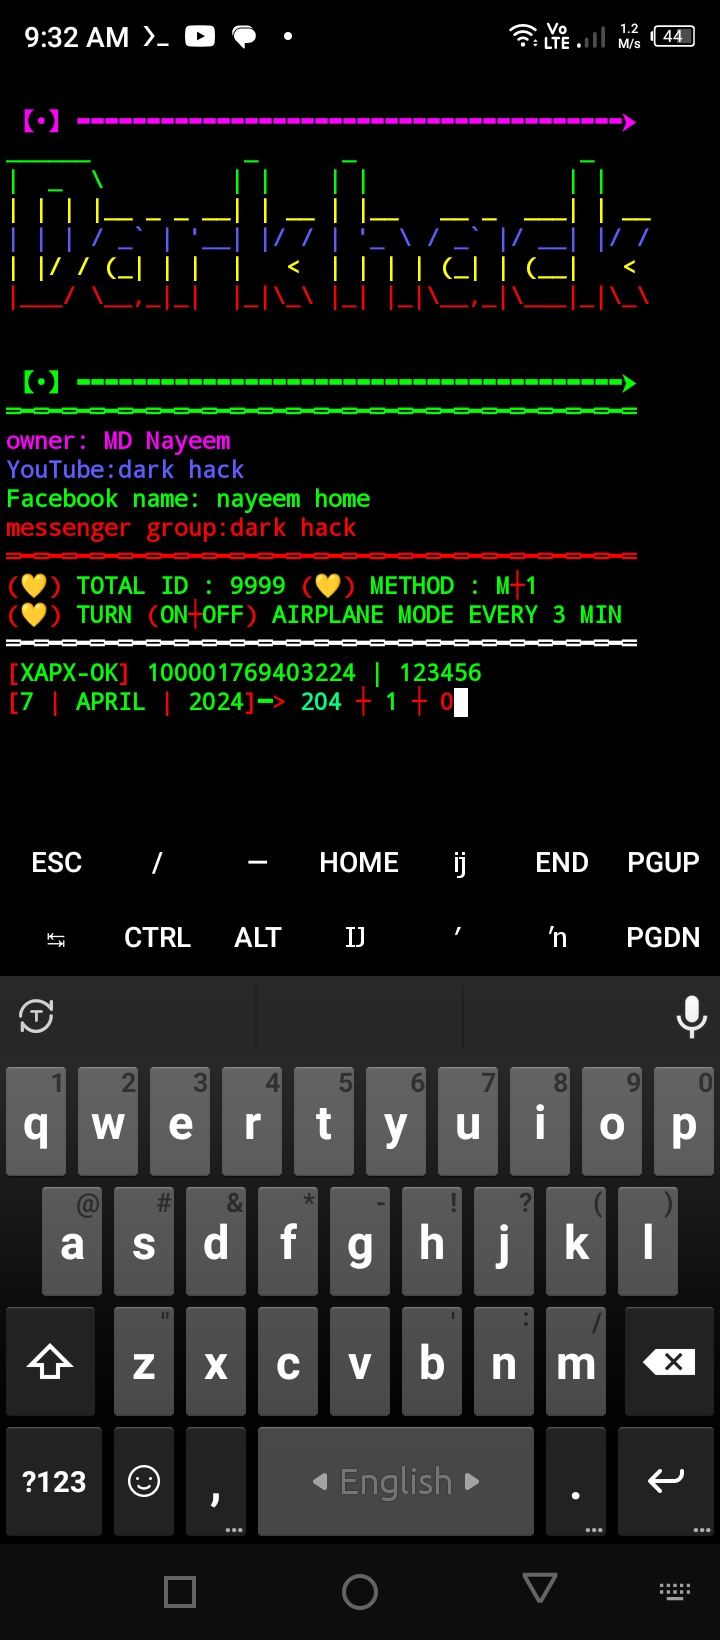 9:32 AM
Vo LTE
1.2 M/s
44
【•】━━━━━━━━━━━━━━━━━━━━━━━━━━━━━━━━━━━━━━━➤
Dark hack
【•】━━━━━━━━━━━━━━━━━━━━━━━━━━━━━━━━━━━━━━━➤
owner: MD Nayeem
YouTube:dark hack
Facebook name: nayeem home
messenger group:dark hack
(💛) TOTAL ID : 9999 (💛) METHOD : M┼1
(💛) TURN (ON┼OFF) AIRPLANE MODE EVERY 3 MIN
[XAPX-OK] 100001769403224 | 123456
[7 | APRIL | 2024]━> 204 ┼ 1 ┼ 0
ESC / — HOME ĳ END PGUP
↹ CTRL ALT Ĳ ′ ŉ PGDN
T
1 2 3 4 5 6 7 8 9 0
q w e r t y u i o p
@ # & * - ! ? ( )
a s d f g h j k l
" ' : /
z x c v b n m
?123 , English .